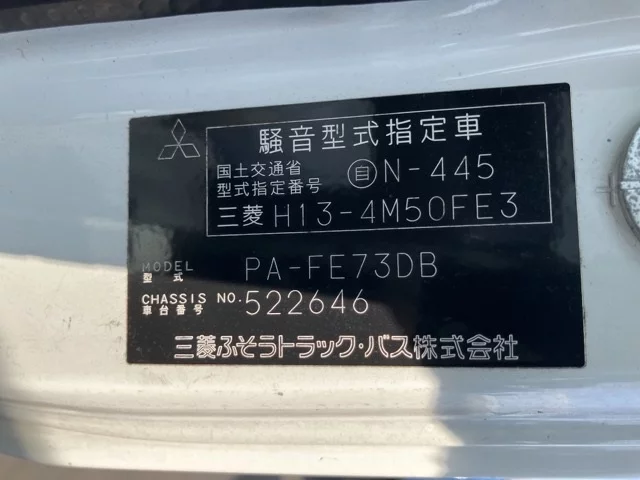 騒音型式指定車
国土交通省
型式指定番号 自N-445
三菱 H13-4M50FE3
MODEL
型式 PA-FE73DB
CHASSIS NO.
車台番号 522646
三菱ふそうトラック・バス株式会社